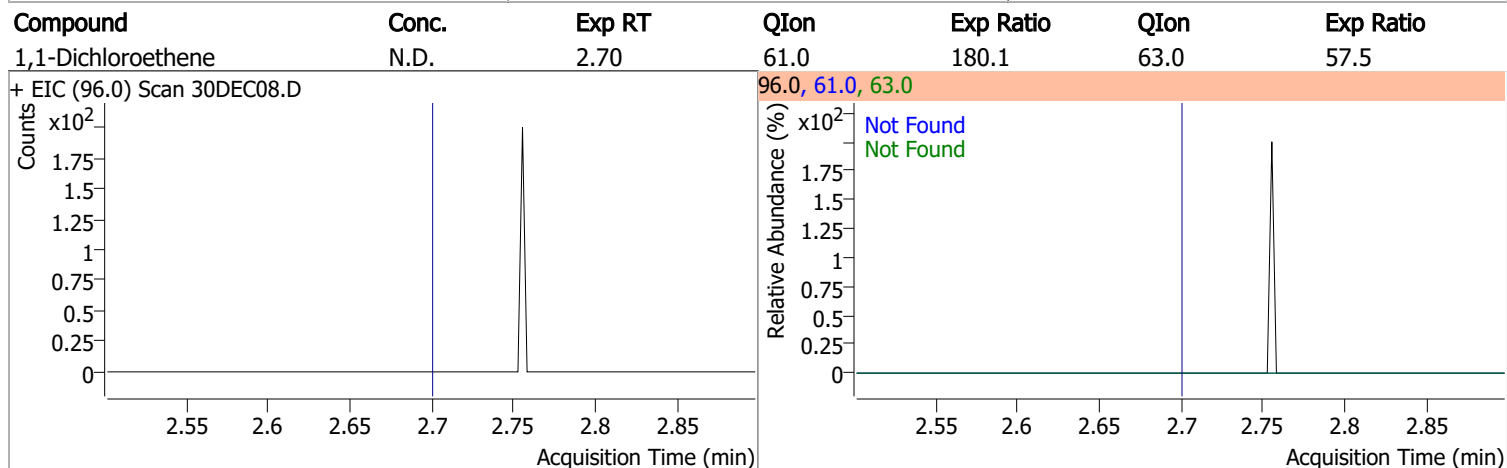 Compound Conc. Exp RT QIon Exp Ratio QIon Exp Ratio
1,1-Dichloroethene N.D. 2.70 61.0 180.1 63.0 57.5
+ EIC (96.0) Scan 30DEC08.D
Counts
x10²
1.75
1.5
1.25
1
0.75
0.5
0.25
0
2.55 2.6 2.65 2.7 2.75 2.8 2.85
Acquisition Time (min)
96.0, 61.0, 63.0
Relative Abundance (%)
x10²
Not Found
Not Found
1.75
1.5
1.25
1
0.75
0.5
0.25
0
2.55 2.6 2.65 2.7 2.75 2.8 2.85
Acquisition Time (min)